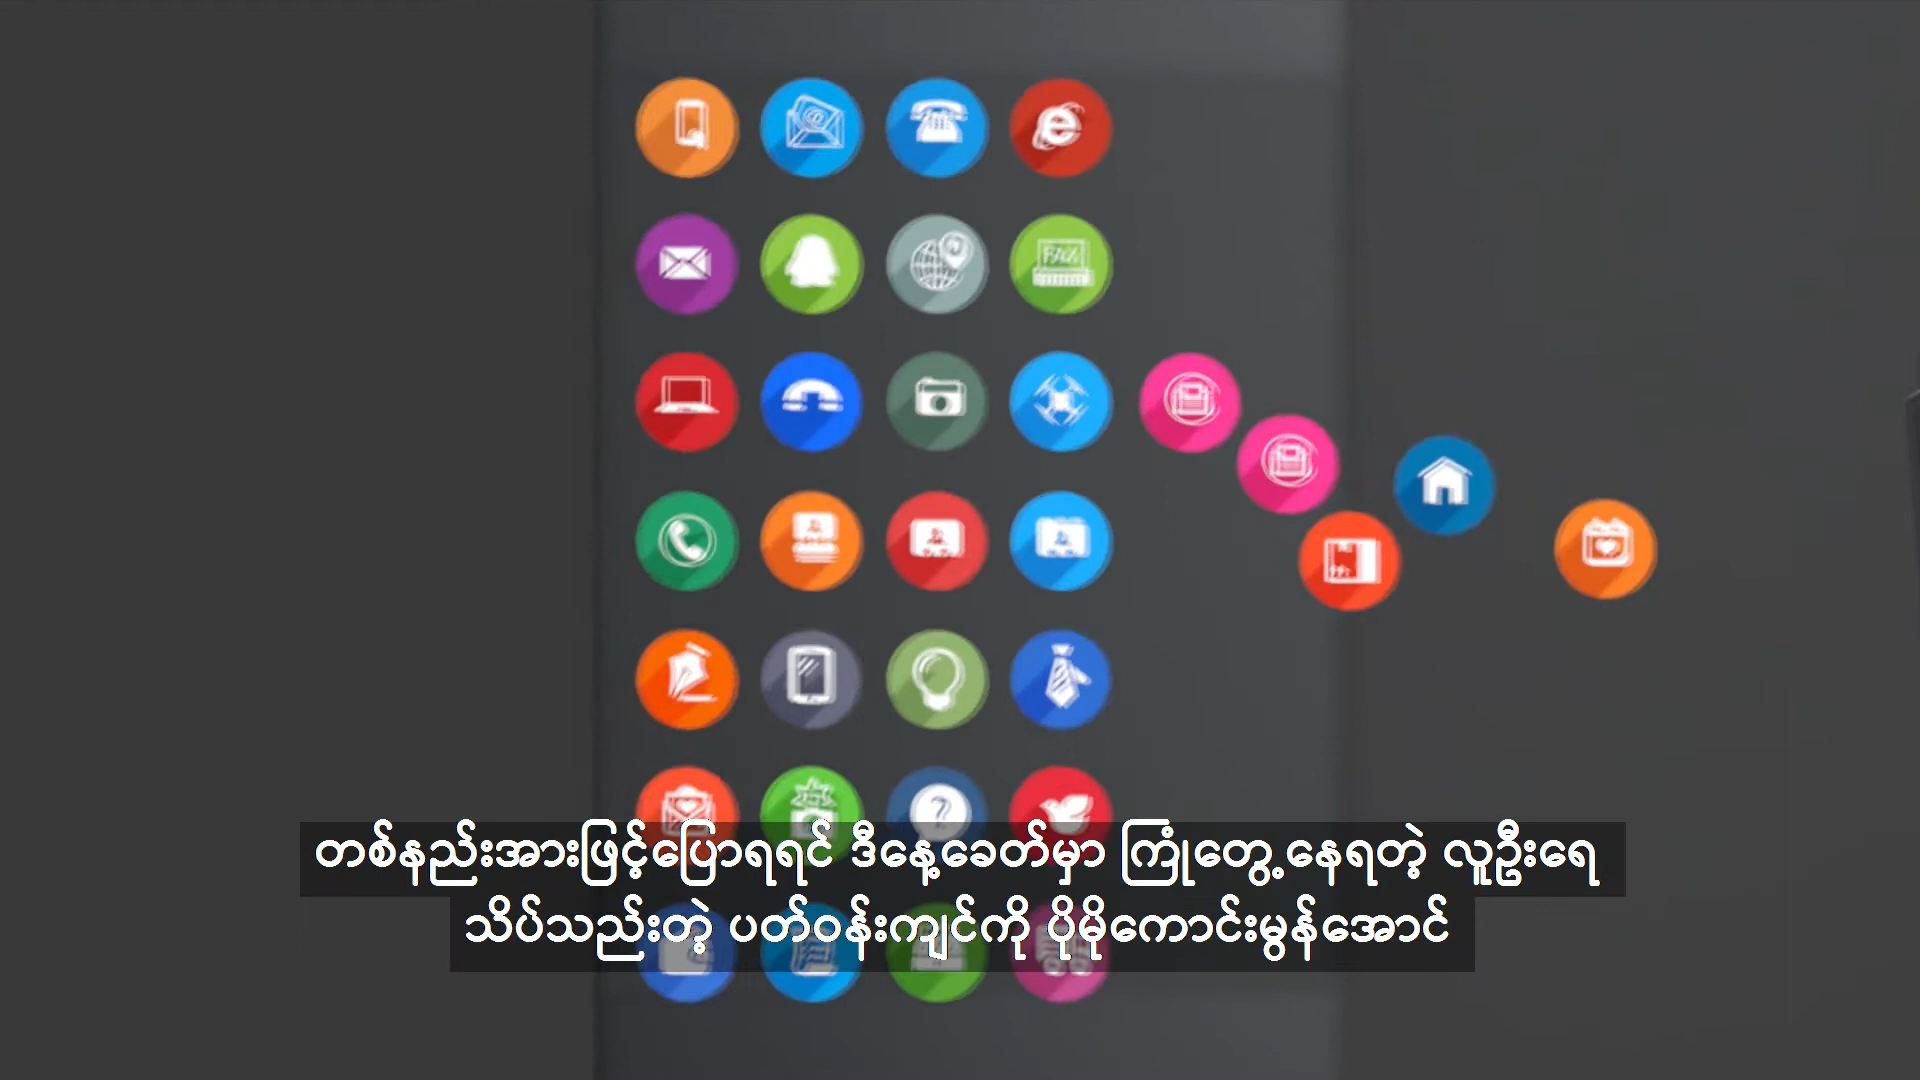 FAX
တစ်နည်းအားဖြင့်ပြောရရင် ဒီနေ့ခေတ်မှာ ကြုံတွေ့နေရတဲ့ လူဦးရေ
သိပ်သည်းတဲ့ ပတ်ဝန်းကျင်ကို ပိုမိုကောင်းမွန်အောင်